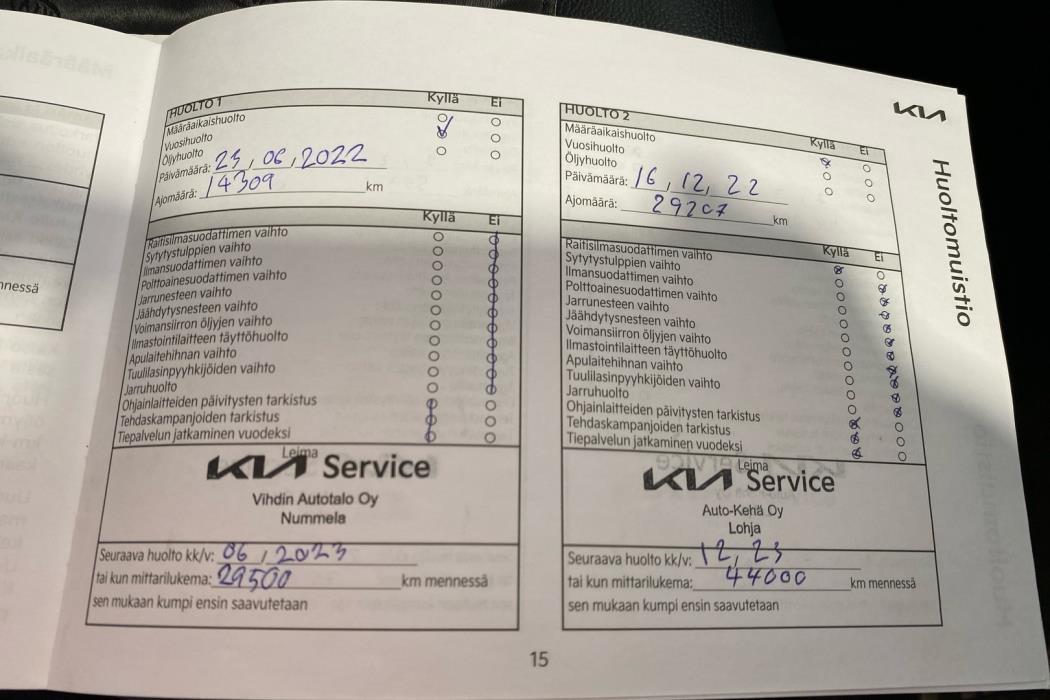 HUOLTO 1 Kyllä Ei
Määräaikaishuolto
Vuosihuolto
Öljyhuolto
Päivämäärä: 23,06,2022
Ajomäärä: 14309 km
Kyllä Ei
Raitisilmasuodattimen vaihto
Sytytystulppien vaihto
Ilmansuodattimen vaihto
Polttoainesuodattimen vaihto
Jarrunesteen vaihto
Jäähdytysnesteen vaihto
Voimansiirron öljyjen vaihto
Ilmastointilaitteen täyttöhuolto
Apulaitehihnan vaihto
Tuulilasinpyyhkijöiden vaihto
Jarruhuolto
Ohjainlaitteiden päivitysten tarkistus
Tehdaskampanjoiden tarkistus
Tiepalvelun jatkaminen vuodeksi
Leima
KIA Service
Vihdin Autotalo Oy
Nummela
Seuraava huolto kk/v: 06,2023
tai kun mittarilukema: 29500 km mennessä
sen mukaan kumpi ensin saavutetaan
HUOLTO 2
Kyllä Ei
Määräaikaishuolto
Vuosihuolto
Öljyhuolto
Päivämäärä: 16,12,22
Ajomäärä: 29207 km
Kyllä Ei
Raitisilmasuodattimen vaihto
Sytytystulppien vaihto
Ilmansuodattimen vaihto
Polttoainesuodattimen vaihto
Jarrunesteen vaihto
Jäähdytysnesteen vaihto
Voimansiirron öljyjen vaihto
Ilmastointilaitteen täyttöhuolto
Apulaitehihnan vaihto
Tuulilasinpyyhkijöiden vaihto
Jarruhuolto
Ohjainlaitteiden päivitysten tarkistus
Tehdaskampanjoiden tarkistus
Tiepalvelun jatkaminen vuodeksi
Leima
KIA Service
Auto-Kehä Oy
Lohja
Seuraava huolto kk/v: 12,23
tai kun mittarilukema: 44000 km mennessä
sen mukaan kumpi ensin saavutetaan
KIA
Huoltomuistio
15